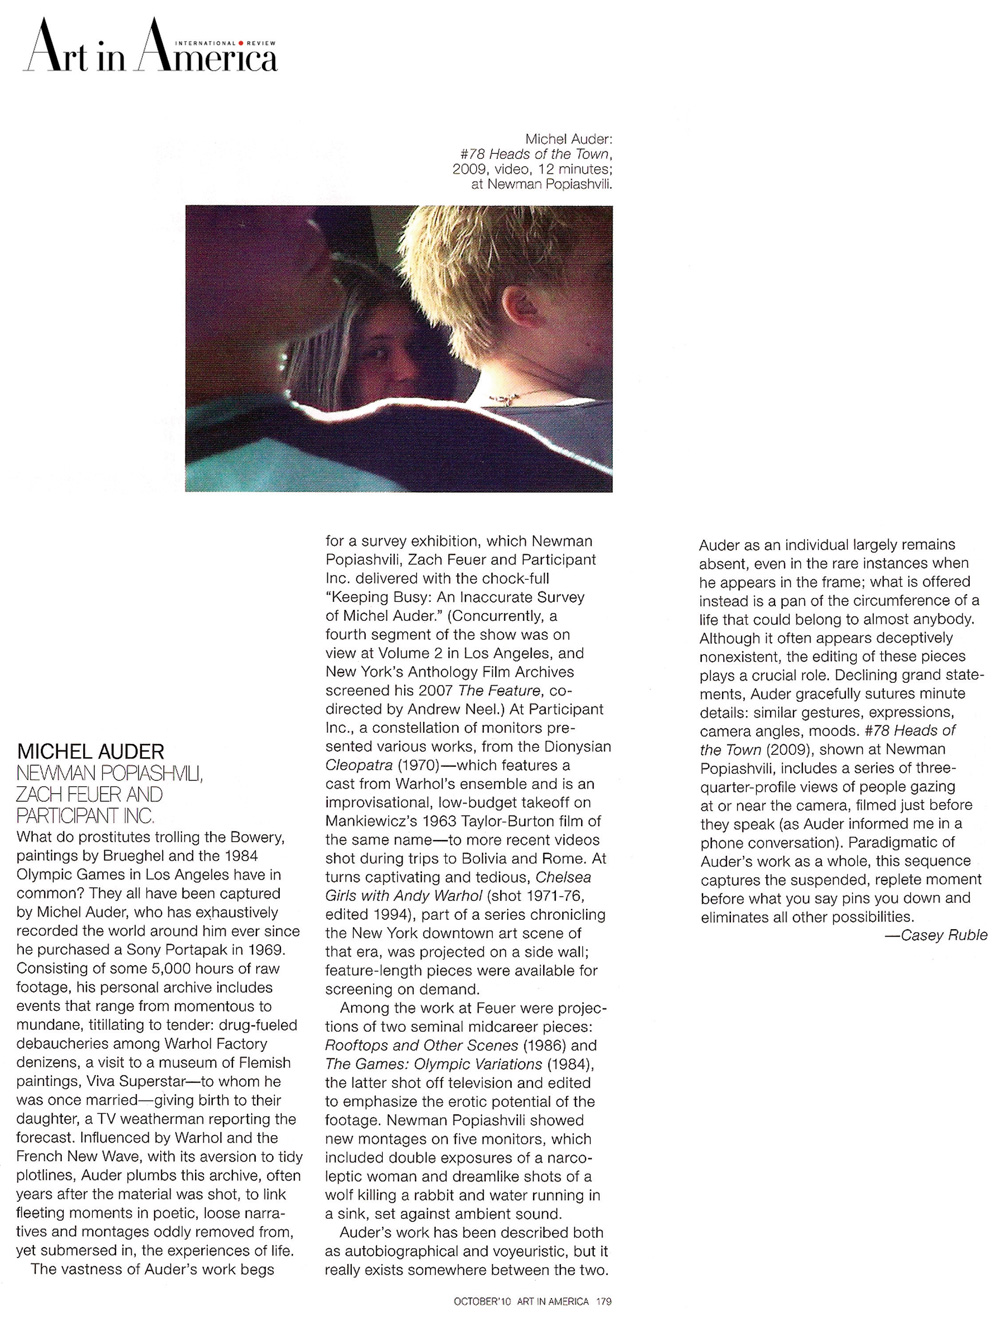 Art in America
INTERNATIONAL • REVIEW
Michel Auder:
#78 Heads of the Town,
2009, video, 12 minutes;
at Newman Popiashvili.
MICHEL AUDER
NEWMAN POPIASHVILI,
ZACH FEUER AND
PARTICIPANT INC.
What do prostitutes trolling the Bowery,
paintings by Brueghel and the 1984
Olympic Games in Los Angeles have in
common? They all have been captured
by Michel Auder, who has exhaustively
recorded the world around him ever since
he purchased a Sony Portapak in 1969.
Consisting of some 5,000 hours of raw
footage, his personal archive includes
events that range from momentous to
mundane, titillating to tender: drug-fueled
debaucheries among Warhol Factory
denizens, a visit to a museum of Flemish
paintings, Viva Superstar—to whom he
was once married—giving birth to their
daughter, a TV weatherman reporting the
forecast. Influenced by Warhol and the
French New Wave, with its aversion to tidy
plotlines, Auder plumbs this archive, often
years after the material was shot, to link
fleeting moments in poetic, loose narra-
tives and montages oddly removed from,
yet submersed in, the experiences of life.
The vastness of Auder's work begs
for a survey exhibition, which Newman
Popiashvili, Zach Feuer and Participant
Inc. delivered with the chock-full
“Keeping Busy: An Inaccurate Survey
of Michel Auder.” (Concurrently, a
fourth segment of the show was on
view at Volume 2 in Los Angeles, and
New York's Anthology Film Archives
screened his 2007 The Feature, co-
directed by Andrew Neel.) At Participant
Inc., a constellation of monitors pre-
sented various works, from the Dionysian
Cleopatra (1970)—which features a
cast from Warhol's ensemble and is an
improvisational, low-budget takeoff on
Mankiewicz's 1963 Taylor-Burton film of
the same name—to more recent videos
shot during trips to Bolivia and Rome. At
turns captivating and tedious, Chelsea
Girls with Andy Warhol (shot 1971-76,
edited 1994), part of a series chronicling
the New York downtown art scene of
that era, was projected on a side wall;
feature-length pieces were available for
screening on demand.
Among the work at Feuer were projec-
tions of two seminal midcareer pieces:
Rooftops and Other Scenes (1986) and
The Games: Olympic Variations (1984),
the latter shot off television and edited
to emphasize the erotic potential of the
footage. Newman Popiashvili showed
new montages on five monitors, which
included double exposures of a narco-
leptic woman and dreamlike shots of a
wolf killing a rabbit and water running in
a sink, set against ambient sound.
Auder's work has been described both
as autobiographical and voyeuristic, but it
really exists somewhere between the two.
Auder as an individual largely remains
absent, even in the rare instances when
he appears in the frame; what is offered
instead is a pan of the circumference of a
life that could belong to almost anybody.
Although it often appears deceptively
nonexistent, the editing of these pieces
plays a crucial role. Declining grand state-
ments, Auder gracefully sutures minute
details: similar gestures, expressions,
camera angles, moods. #78 Heads of
the Town (2009), shown at Newman
Popiashvili, includes a series of three-
quarter-profile views of people gazing
at or near the camera, filmed just before
they speak (as Auder informed me in a
phone conversation). Paradigmatic of
Auder's work as a whole, this sequence
captures the suspended, replete moment
before what you say pins you down and
eliminates all other possibilities.
—Casey Ruble
OCTOBER'10 ART IN AMERICA 179